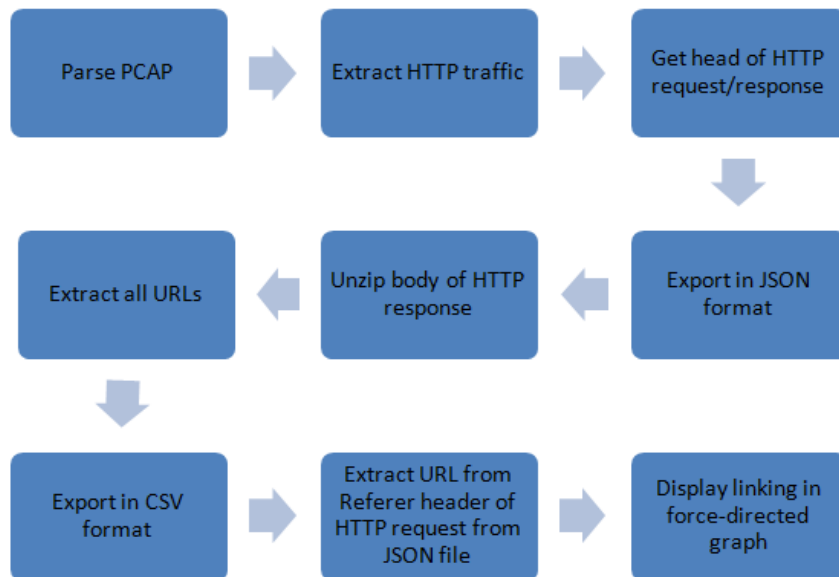 Parse PCAP
Extract HTTP traffic
Get head of HTTP
request/response
Export in JSON
format
Unzip body of HTTP
response
Extract all URLs
Export in CSV
format
Extract URL from
Referer header of
HTTP request from
JSON file
Display linking in
force-directed
graph